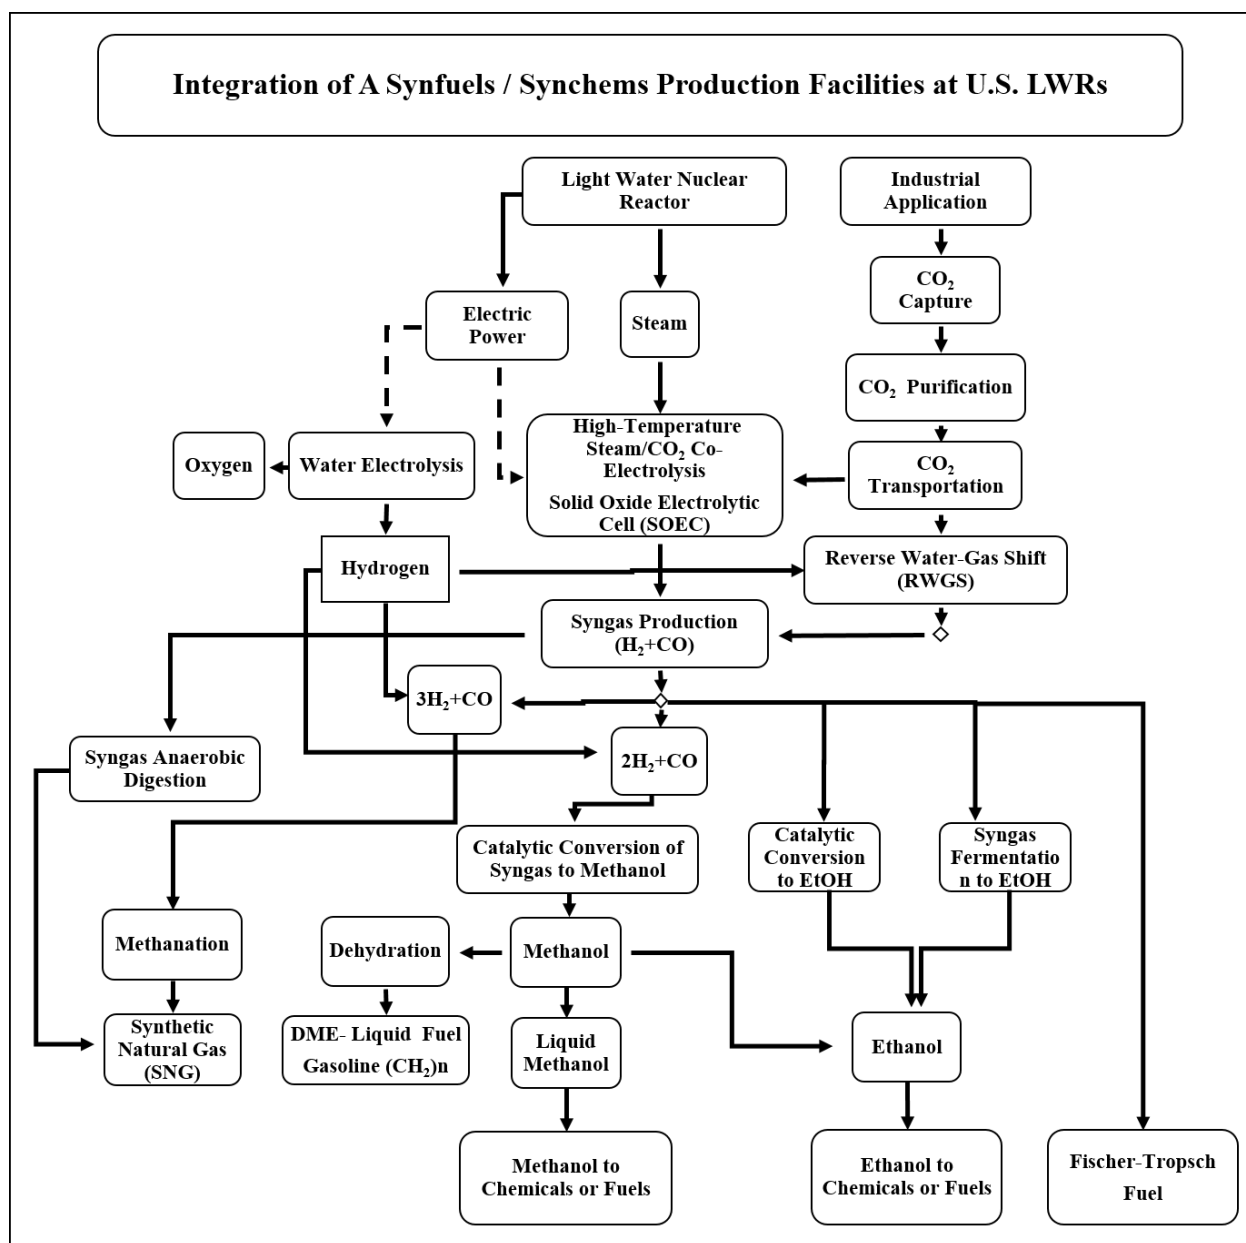 Integration of A Synfuels / Synchems Production Facilities at U.S. LWRs
Light Water Nuclear
Reactor
Industrial
Application
CO₂
Capture
Electric
Power
Steam
CO₂ Purification
High-Temperature
Steam/CO₂ Co-
Electrolysis
Solid Oxide Electrolytic
Cell (SOEC)
Oxygen
Water Electrolysis
CO₂
Transportation
Hydrogen
Reverse Water-Gas Shift
(RWGS)
Syngas Production
(H₂+CO)
3H₂+CO
2H₂+CO
Syngas Anaerobic
Digestion
Catalytic Conversion of
Syngas to Methanol
Catalytic
Conversion
to EtOH
Syngas
Fermentatio
n to EtOH
Methanation
Dehydration
Methanol
Synthetic
Natural Gas
(SNG)
DME- Liquid Fuel
Gasoline (CH₂)n
Liquid
Methanol
Ethanol
Methanol to
Chemicals or Fuels
Ethanol to
Chemicals or Fuels
Fischer-Tropsch
Fuel